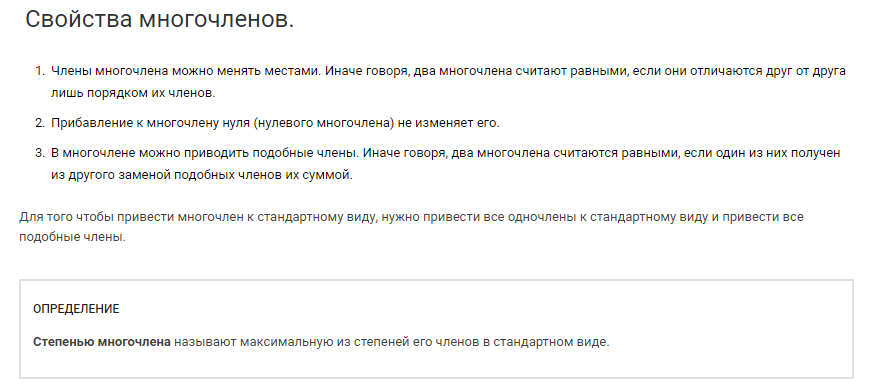 Свойства многочленов.
1. Члены многочлена можно менять местами. Иначе говоря, два многочлена считают равными, если они отличаются друг от друга
лишь порядком их членов.
2. Прибавление к многочлену нуля (нулевого многочлена) не изменяет его.
3. В многочлене можно приводить подобные члены. Иначе говоря, два многочлена считаются равными, если один из них получен
из другого заменой подобных членов их суммой.
Для того чтобы привести многочлен к стандартному виду, нужно привести все одночлены к стандартному виду и привести все
подобные члены.
ОПРЕДЕЛЕНИЕ
Степенью многочлена называют максимальную из степеней его членов в стандартном виде.